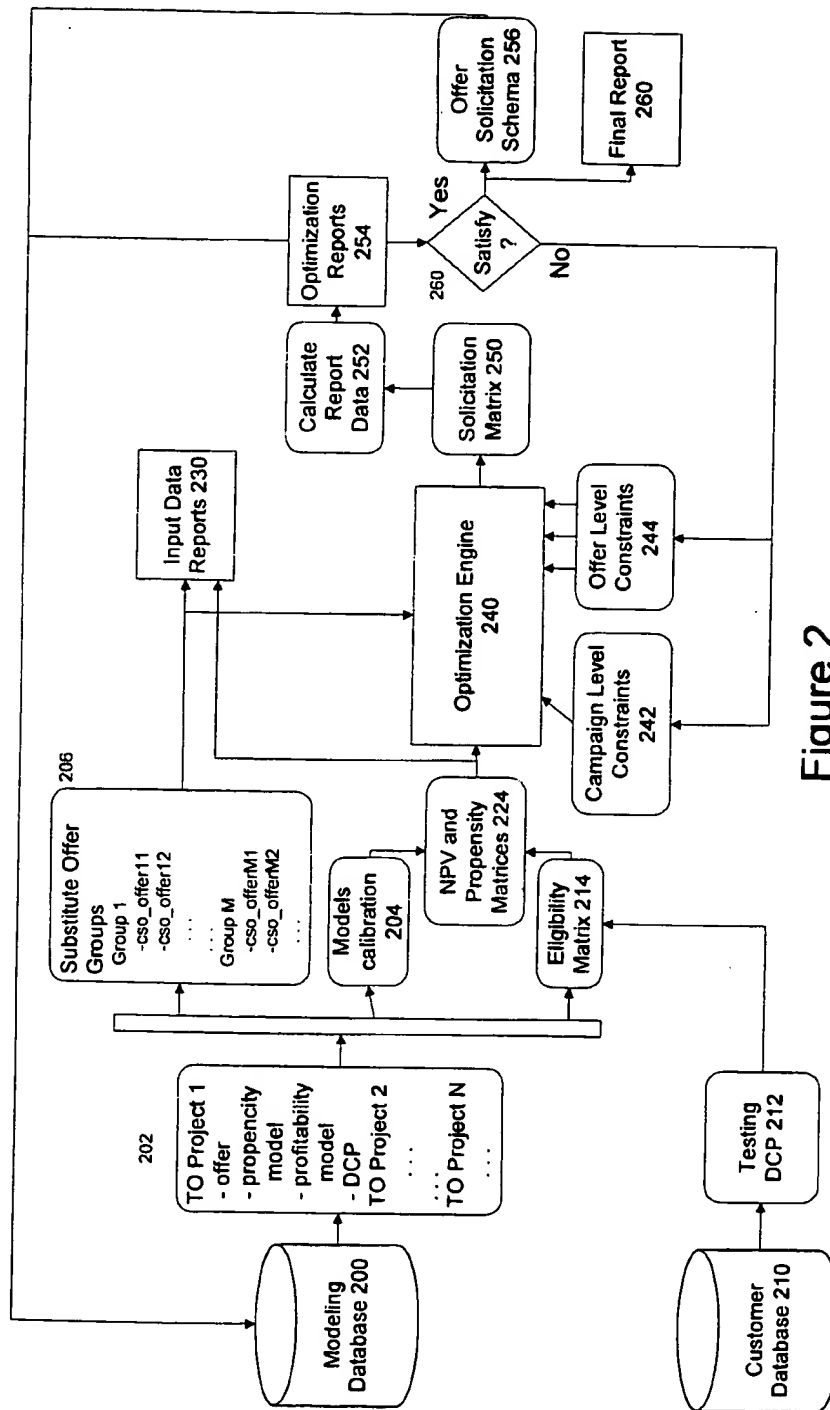 Modeling
Database 200
Customer
Database 210
202
TO Project 1
- offer
- propencity
model
- profitability
model
- DCP
TO Project 2
. . .
. . .
TO Project N
. . .
Testing
DCP 212
206
Substitute Offer
Groups
Group 1
-cso_offer11
-cso_offer12
. . .
. . .
Group M
-cso_offerM1
-cso_offerM2
. . .
Models
calibration
204
Eligibility
Matrix 214
NPV and
Propensity
Matrices 224
Input Data
Reports 230
Optimization Engine
240
Campaign Level
Constraints
242
Offer Level
Constraints
244
Solicitation
Matrix 250
Calculate
Report
Data 252
Optimization
Reports
254
260
Satisfy
?
Yes
No
Offer
Solicitation
Schema 256
Final Report
260
Figure 2